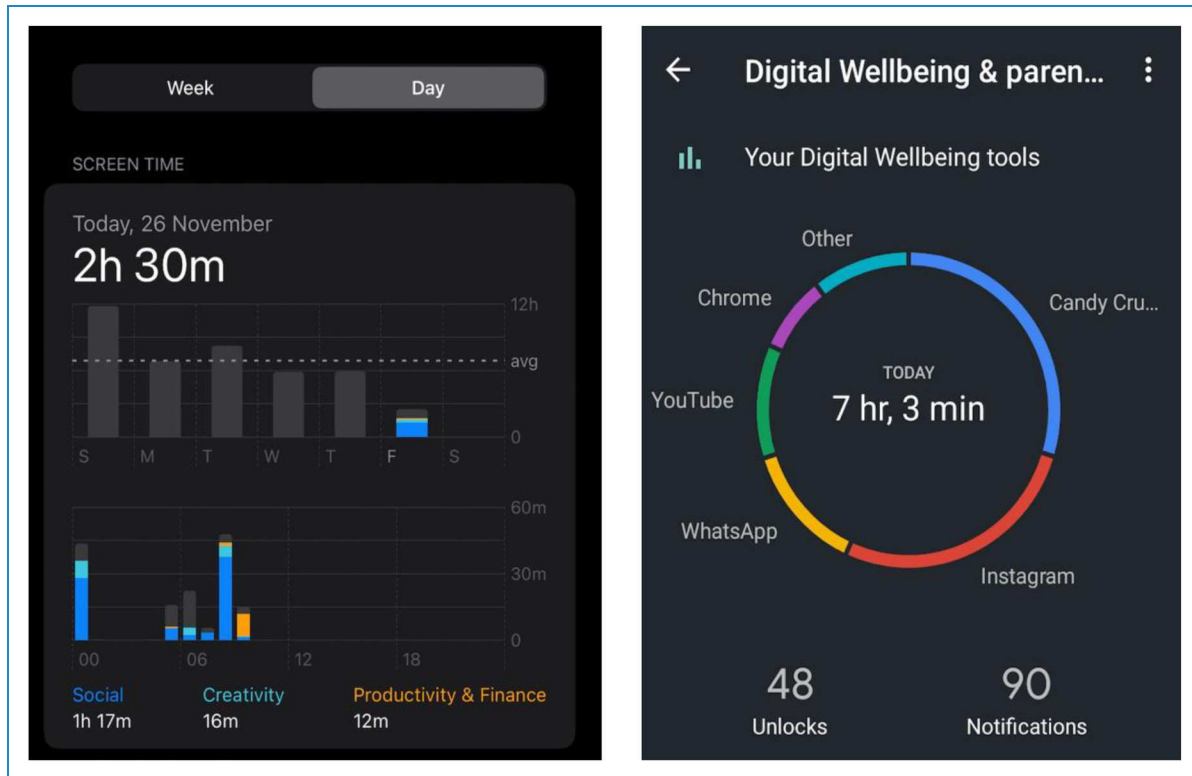 Week Day
SCREEN TIME
Today, 26 November
2h 30m
12h
avg
0
S M T W T F S
60m
30m
0
00 06 12 18
Social Creativity Productivity & Finance
1h 17m 16m 12m
Digital Wellbeing & paren...
Your Digital Wellbeing tools
Other
Chrome
Candy Cru...
TODAY
YouTube
7 hr, 3 min
WhatsApp
Instagram
48 90
Unlocks Notifications